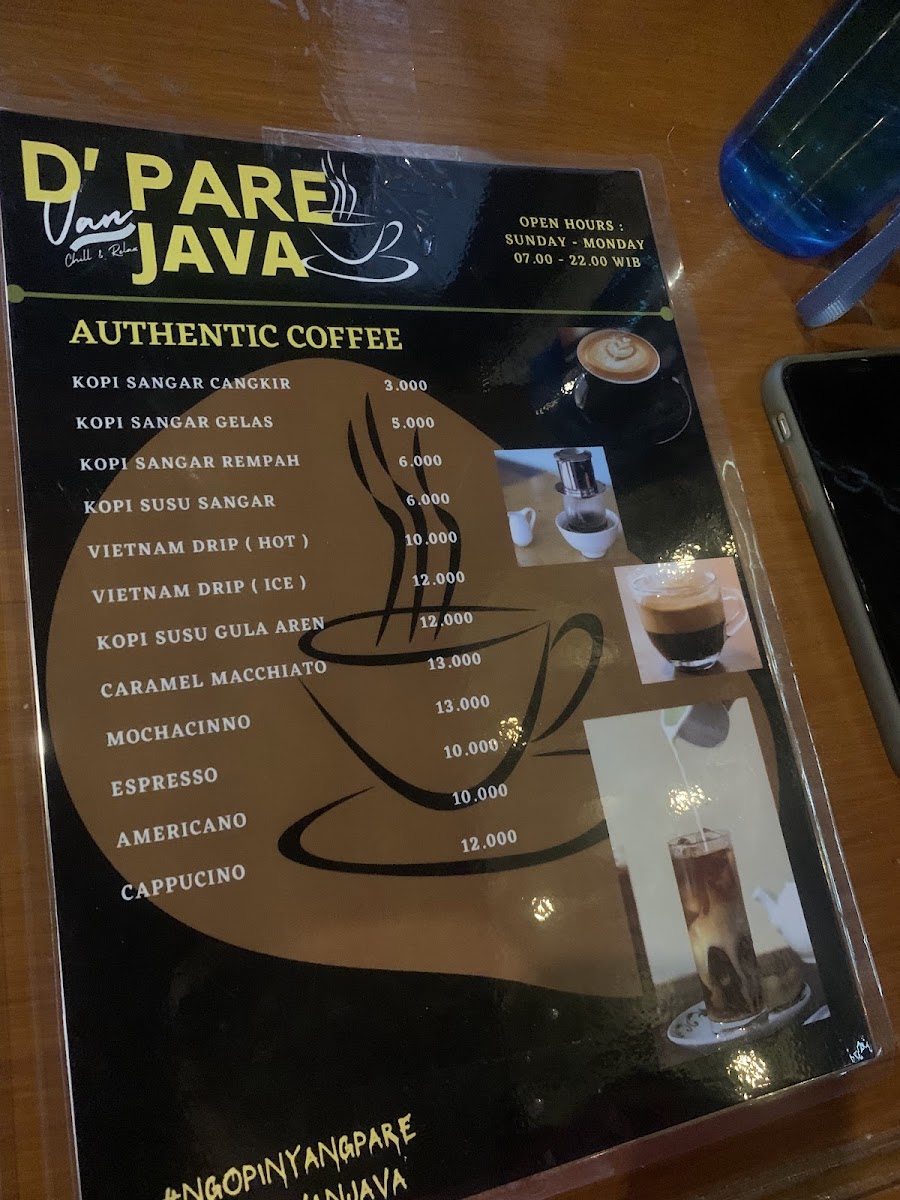 D' PARE
Van
JAVA
Chill & Relax
OPEN HOURS :
SUNDAY - MONDAY
07.00 - 22.00 WIB
AUTHENTIC COFFEE
KOPI SANGAR CANGKIR 3.000
KOPI SANGAR GELAS 5.000
KOPI SANGAR REMPAH 6.000
KOPI SUSU SANGAR 6.000
VIETNAM DRIP ( HOT ) 10.000
VIETNAM DRIP ( ICE ) 12.000
KOPI SUSU GULA AREN 12.000
CARAMEL MACCHIATO 13.000
MOCHACINNO 13.000
ESPRESSO 10.000
AMERICANO 10.000
CAPPUCINO 12.000
#NGOPINYANGPARE
VANJAVA